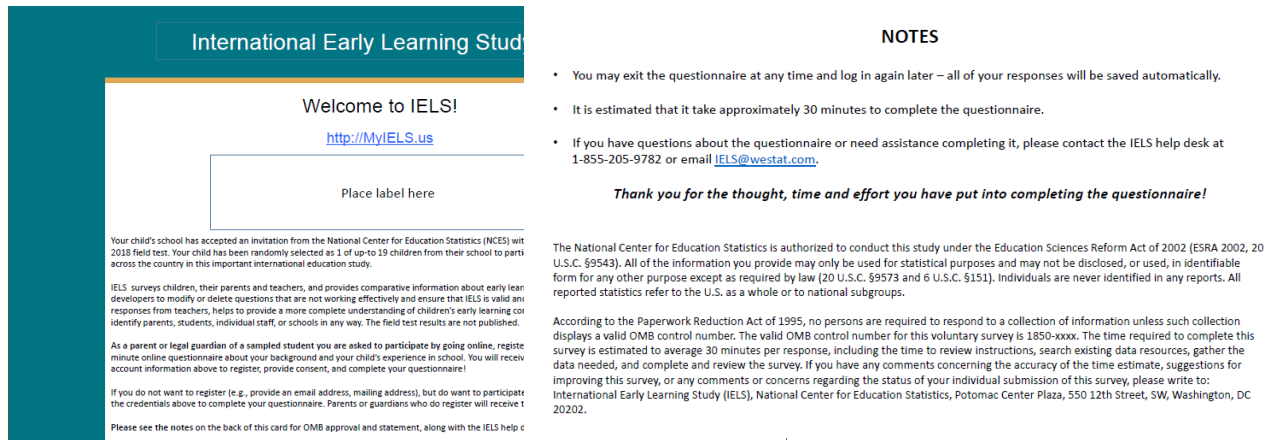 International Early Learning Study
Welcome to IELS!
http://MyIELS.us
Place label here
Your child's school has accepted an invitation from the National Center for Education Statistics (NCES) wit
2018 field test. Your child has been randomly selected as 1 of up-to 19 children from their school to parti
across the country in this important international education study.
IELS surveys children, their parents and teachers, and provides comparative information about early lear
developers to modify or delete questions that are not working effectively and ensure that IELS is valid and
responses from teachers, helps to provide a more complete understanding of children's early learning co
identify parents, students, individual staff, or schools in any way. The field test results are not published.
As a parent or legal guardian of a sampled student you are asked to participate by going online, registe
minute online questionnaire about your background and your child's experience in school. You will receiv
account information above to register, provide consent, and complete your questionnaire!
If you do not want to register (e.g., provide an email address, mailing address), but do want to participate
the credentials above to complete your questionnaire. Parents or guardians who do register will receive t
Please see the notes on the back of this card for OMB approval and statement, along with the IELS help d
NOTES
• You may exit the questionnaire at any time and log in again later – all of your responses will be saved automatically.
• It is estimated that it take approximately 30 minutes to complete the questionnaire.
• If you have questions about the questionnaire or need assistance completing it, please contact the IELS help desk at
1-855-205-9782 or email IELS@westat.com.
Thank you for the thought, time and effort you have put into completing the questionnaire!
The National Center for Education Statistics is authorized to conduct this study under the Education Sciences Reform Act of 2002 (ESRA 2002, 20
U.S.C. §9543). All of the information you provide may only be used for statistical purposes and may not be disclosed, or used, in identifiable
form for any other purpose except as required by law (20 U.S.C. §9573 and 6 U.S.C. §151). Individuals are never identified in any reports. All
reported statistics refer to the U.S. as a whole or to national subgroups.
According to the Paperwork Reduction Act of 1995, no persons are required to respond to a collection of information unless such collection
displays a valid OMB control number. The valid OMB control number for this voluntary survey is 1850-xxxx. The time required to complete this
survey is estimated to average 30 minutes per response, including the time to review instructions, search existing data resources, gather the
data needed, and complete and review the survey. If you have any comments concerning the accuracy of the time estimate, suggestions for
improving this survey, or any comments or concerns regarding the status of your individual submission of this survey, please write to:
International Early Learning Study (IELS), National Center for Education Statistics, Potomac Center Plaza, 550 12th Street, SW, Washington, DC
20202.